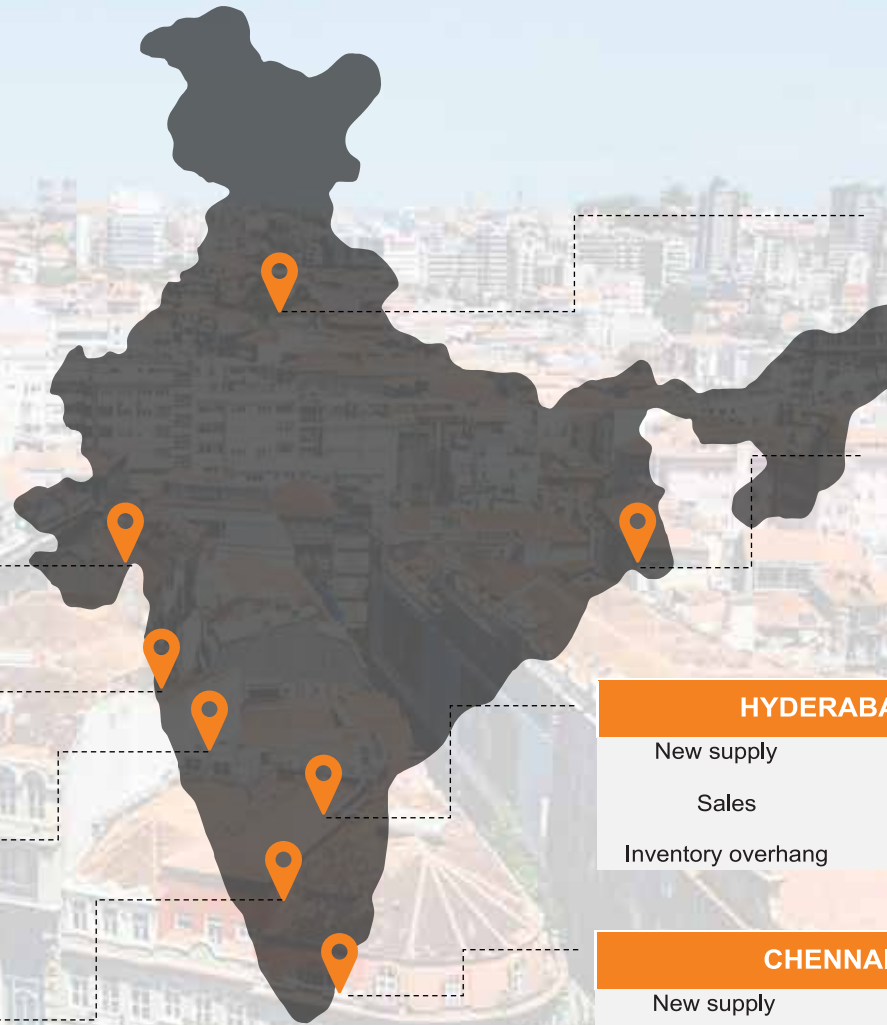 HYDERABA
New supply
Sales
Inventory overhang
CHENNAI
New supply